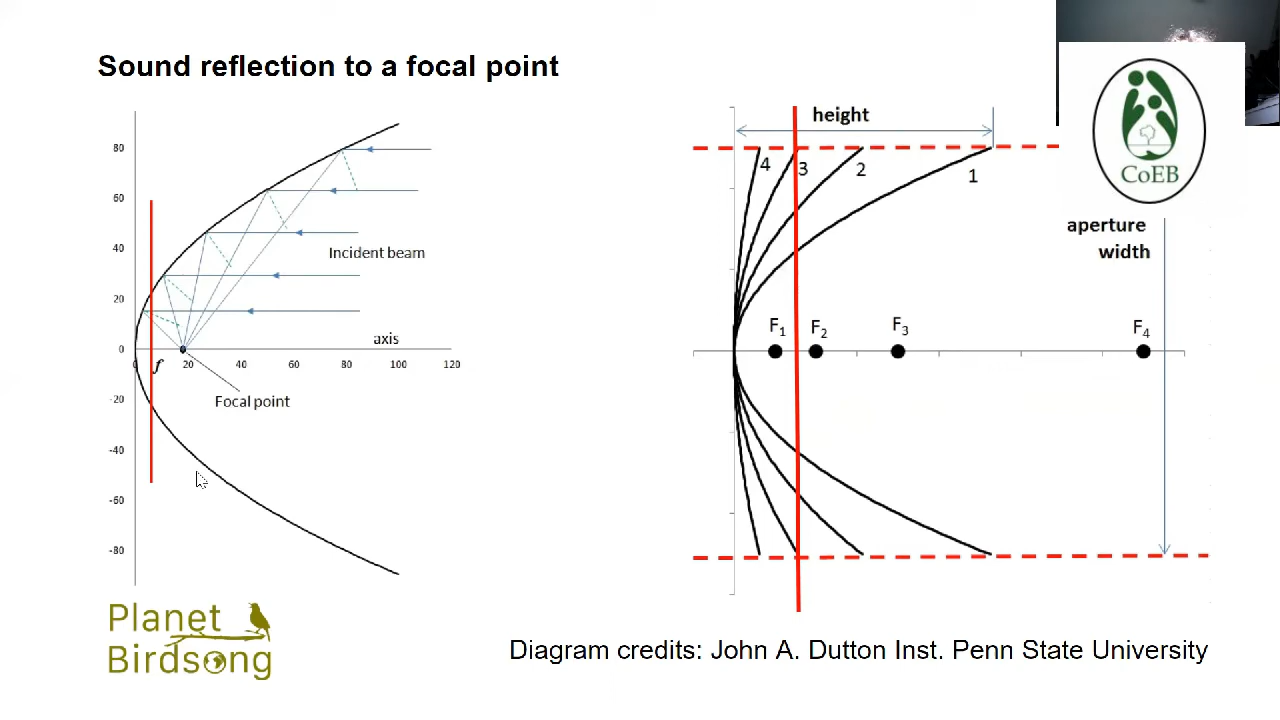 Sound reflection to a focal point
80
60
40
20
0
-20
-40
-60
-80
0
20
40
60
80
100
120
f
Incident beam
axis
Focal point
height
4
3
2
1
F1
F2
F3
F4
aperture
width
CoEB
Planet
Birdsong
Diagram credits: John A. Dutton Inst. Penn State University